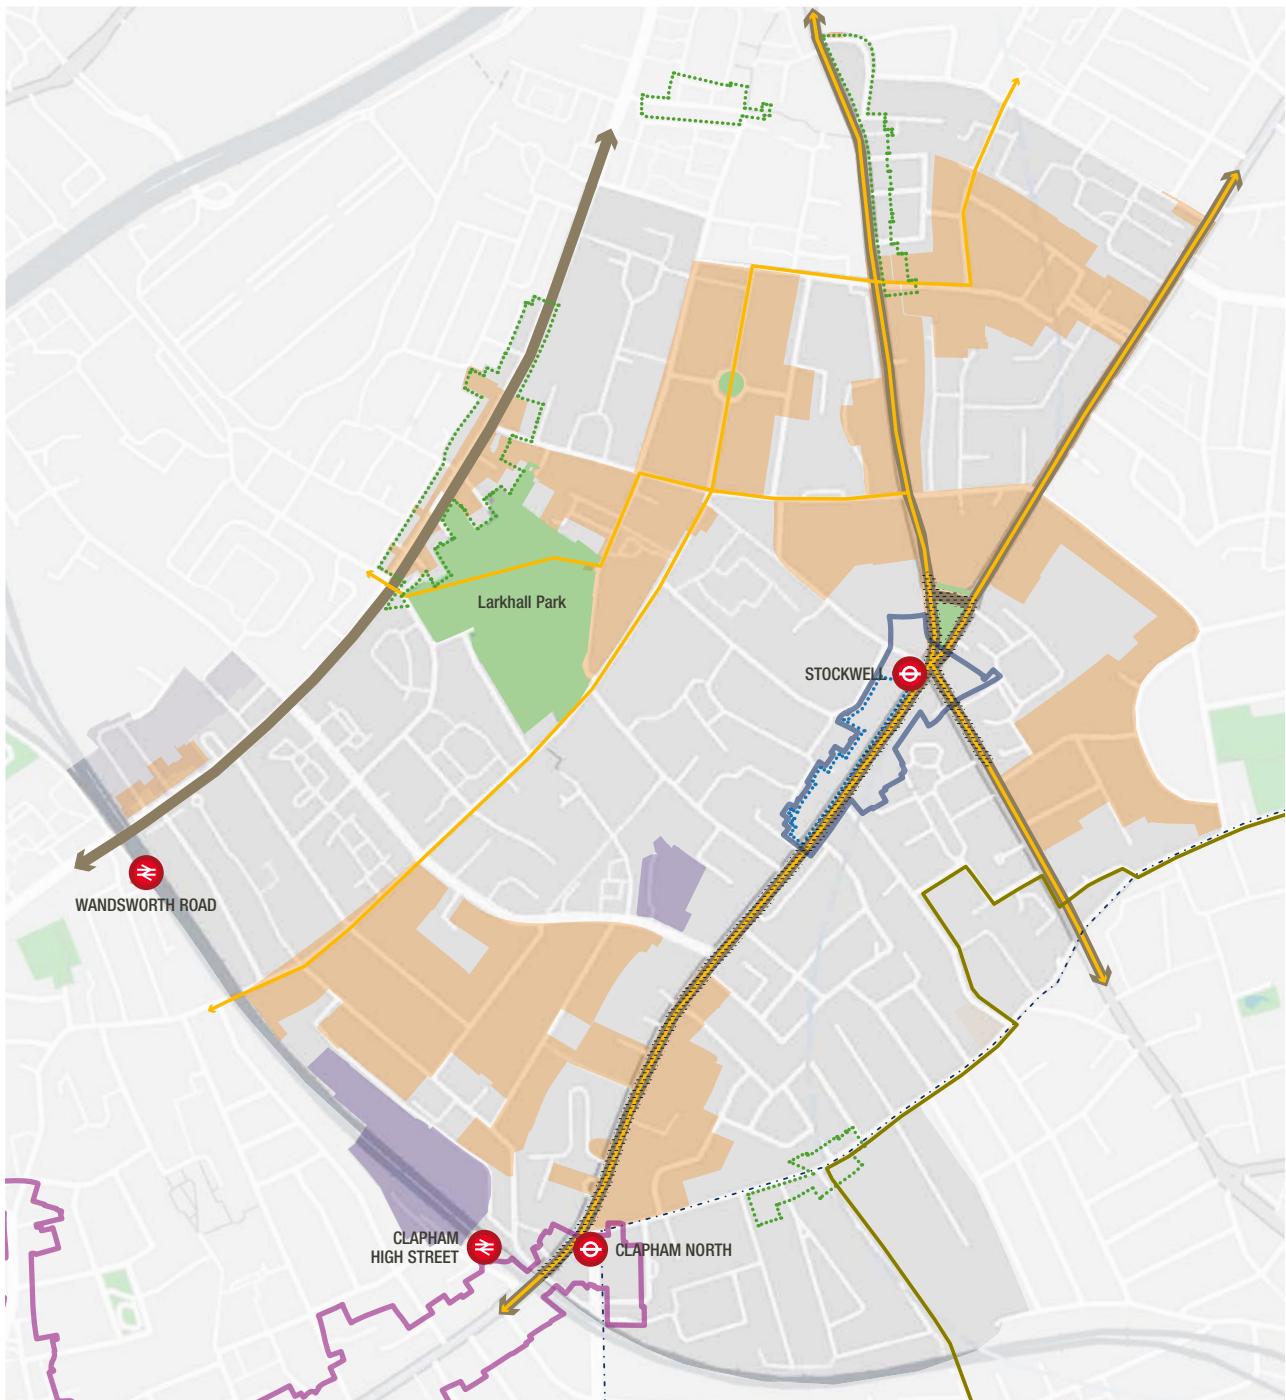 Larkhall Park
STOCKWELL
WANDSWORTH ROAD
CLAPHAM
HIGH STREET
CLAPHAM NORTH